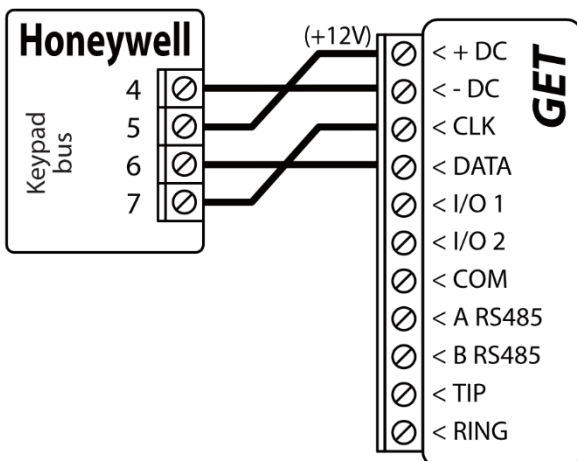 Honeywell
Keypad
bus
4
5
6
7
(+12V)
GET
< + DC
< - DC
< CLK
< DATA
< I/O 1
< I/O 2
< COM
< A RS485
< B RS485
< TIP
< RING